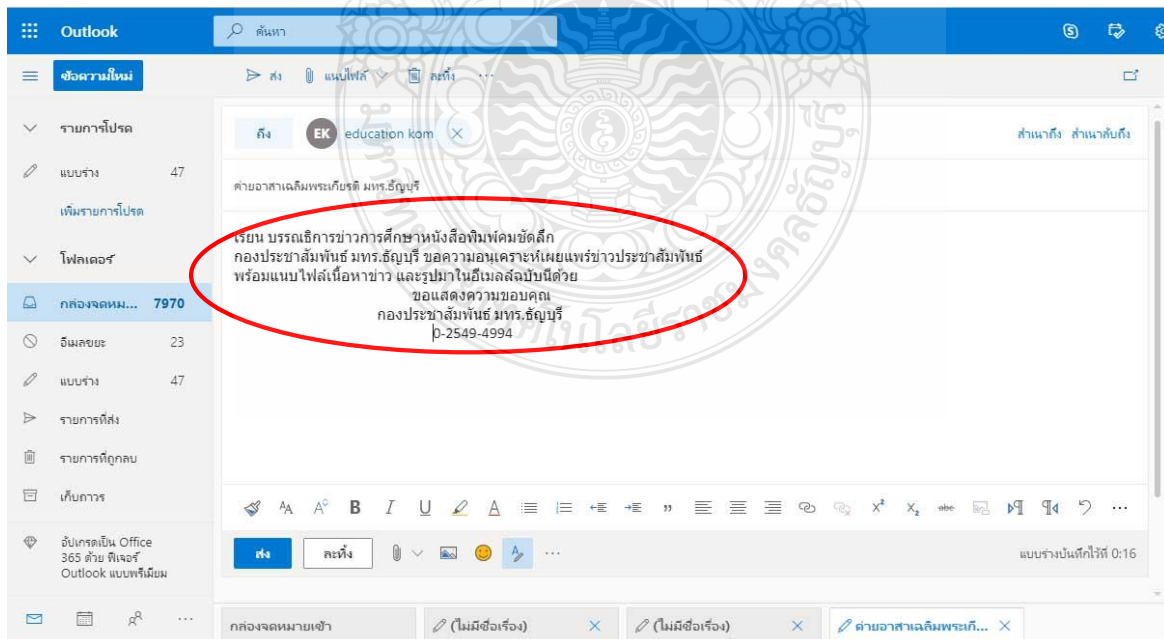 Outlook
ค้นหา
ข้อความใหม่
ส่ง แนบไฟล์ ละทิ้ง ...
รายการโปรด
แบบร่าง 47
เพิ่มรายการโปรด
โฟลเดอร์
กล่องจดหม... 7970
อีเมลขยะ 23
แบบร่าง 47
รายการที่ส่ง
รายการที่ถูกลบ
เก็บถาวร
อัปเกรดเป็น Office
365 ด้วย ฟีเจอร์
Outlook แบบพรีเมียม
ถึง EK education kom สำเนาถึง สำเนาลับถึง
ค่ายอาสาเฉลิมพระเกียรติ มทร.ธัญบุรี
เรียน บรรณธิการข่าวการศึกษาหนังสือพิมพ์คมชัดลึก
กองประชาสัมพันธ์ มทร.ธัญบุรี ขอความอนุเคราะห์เผยแพร่ข่าวประชาสัมพันธ์
พร้อมแนบไฟล์เนื้อหาข่าว และรูปมาในอีเมลล์ฉบับนี้ด้วย
ขอแสดงความขอบคุณ
กองประชาสัมพันธ์ มทร.ธัญบุรี
0-2549-4994
ส่ง ละทิ้ง แบบร่างบันทึกไว้ที่ 0:16
กล่องจดหมายเข้า (ไม่มีชื่อเรื่อง) (ไม่มีชื่อเรื่อง) ค่ายอาสาเฉลิมพระเกี...